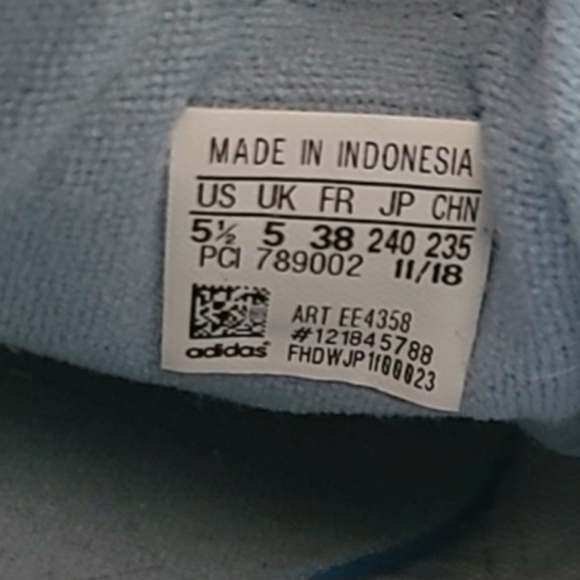 MADE IN INDONESIA
US UK FR JP CHN
5½ 5 38 240 235
PCI 789002 11/18
ART EE4358
#121845788
adidas FHDWJP1f00023